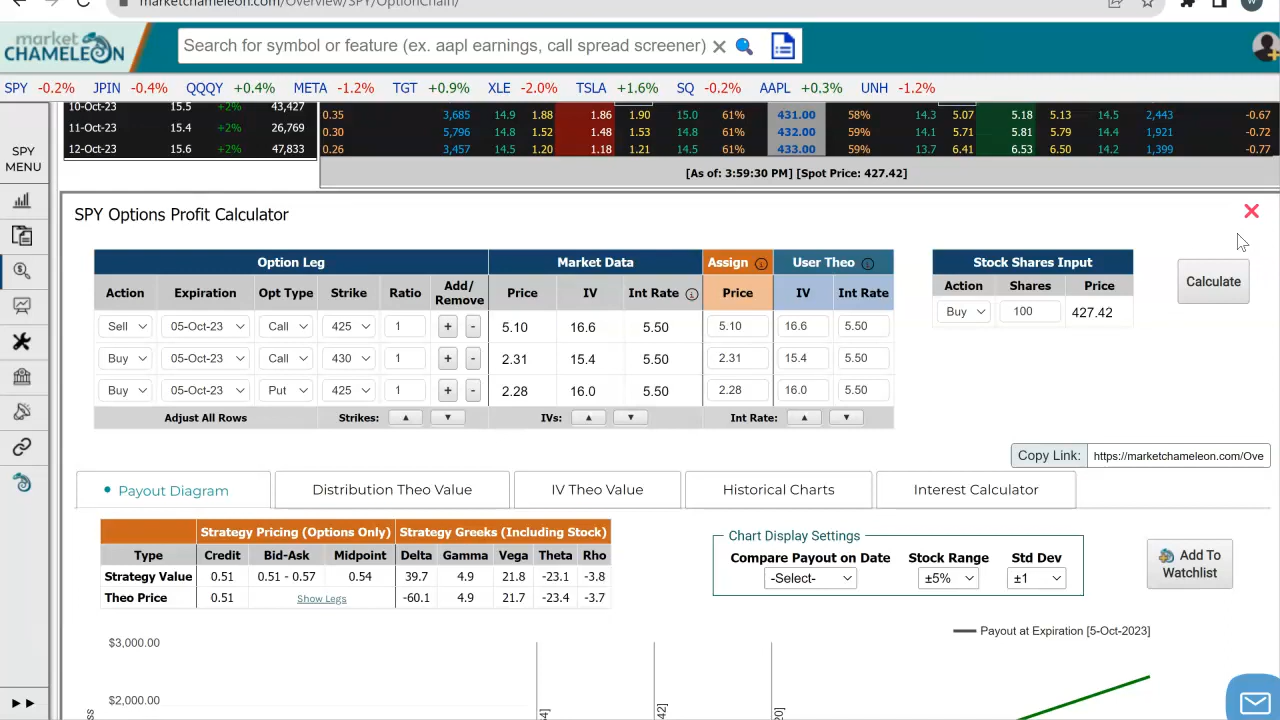 marketchameleon.com/Overview/SPY/OptionChain/
W
market
CHAMELEON
Search for symbol or feature (ex. aapl earnings, call spread screener)
SPY -0.2% JPIN -0.4% QQQY +0.4% META -1.2% TGT +0.9% XLE -2.0% TSLA +1.6% SQ -0.2% AAPL +0.3% UNH -1.2%
10-Oct-23 15.5 +2% 43,427
11-Oct-23 15.4 +2% 26,769
12-Oct-23 15.6 +2% 47,833
0.35 3,685 14.9 1.88 1.86 1.90 15.0 61% 431.00 58% 14.3 5.07 5.18 5.13 14.5 2,443 -0.67
0.30 5,796 14.8 1.52 1.48 1.53 14.8 61% 432.00 59% 14.1 5.71 5.81 5.79 14.4 1,921 -0.72
0.26 3,457 14.5 1.20 1.18 1.21 14.5 61% 433.00 59% 13.7 6.41 6.53 6.50 14.2 1,399 -0.77
[As of: 3:59:30 PM] [Spot Price: 427.42]
SPY
MENU
SPY Options Profit Calculator
Option Leg Market Data Assign User Theo
Action Expiration Opt Type Strike Ratio Add/ Remove Price IV Int Rate Price IV Int Rate
Sell 05-Oct-23 Call 425 1 + - 5.10 16.6 5.50 5.10 16.6 5.50
Buy 05-Oct-23 Call 430 1 + - 2.31 15.4 5.50 2.31 15.4 5.50
Buy 05-Oct-23 Put 425 1 + - 2.28 16.0 5.50 2.28 16.0 5.50
Adjust All Rows Strikes: IVs: Int Rate:
Stock Shares Input
Action Shares Price
Buy 100 427.42
Calculate
Copy Link: https://marketchameleon.com/Ove
Payout Diagram Distribution Theo Value IV Theo Value Historical Charts Interest Calculator
Strategy Pricing (Options Only) Strategy Greeks (Including Stock)
Type Credit Bid-Ask Midpoint Delta Gamma Vega Theta Rho
Strategy Value 0.51 0.51 - 0.57 0.54 39.7 4.9 21.8 -23.1 -3.8
Theo Price 0.51 Show Legs -60.1 4.9 21.7 -23.4 -3.7
Chart Display Settings
Compare Payout on Date Stock Range Std Dev
-Select- ±5% ±1
Add To
Watchlist
Payout at Expiration [5-Oct-2023]
$3,000.00
$2,000.00